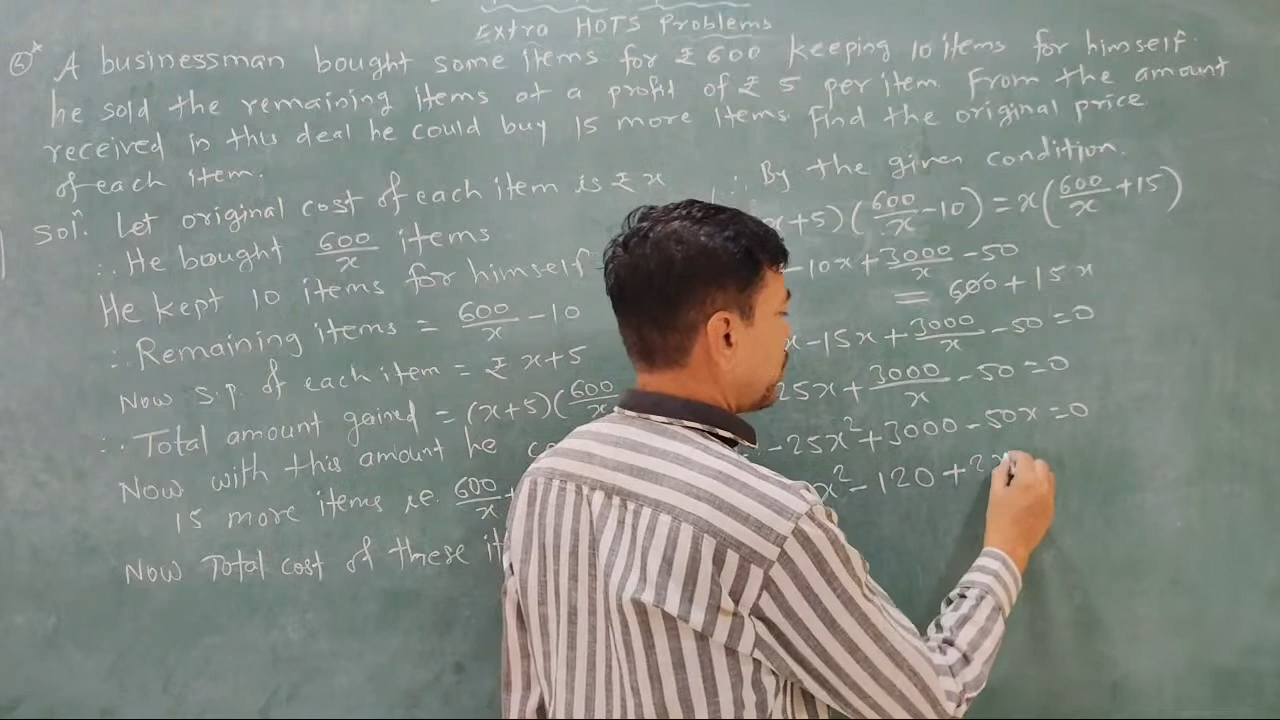 Extra HOTS Problems
5* A businessman bought some items for ₹ 600 keeping 10 items for himself.
he sold the remaining items at a profit of ₹ 5 per item. From the amount
received in this deal he could buy 15 more items. Find the original price
of each item.
Solⁿ. Let original cost of each item is ₹ x
∴ He bought 600/x items
He kept 10 items for himself
∴ Remaining items = 600/x - 10
Now S.p. of each item = ₹ x+5
∴ Total amount gained = (x+5)(600/x
Now with this amount he
15 more items i.e. 600/x +
Now Total cost of these
∴ By the given condition.
x+5)(600/x - 10) = x(600/x + 15)
- 10x + 3000/x - 50
= 600 + 15x
x - 15x + 3000/x - 50 = 0
25x + 3000/x - 50 = 0
- 25x² + 3000 - 50x = 0
x² - 120 + 2